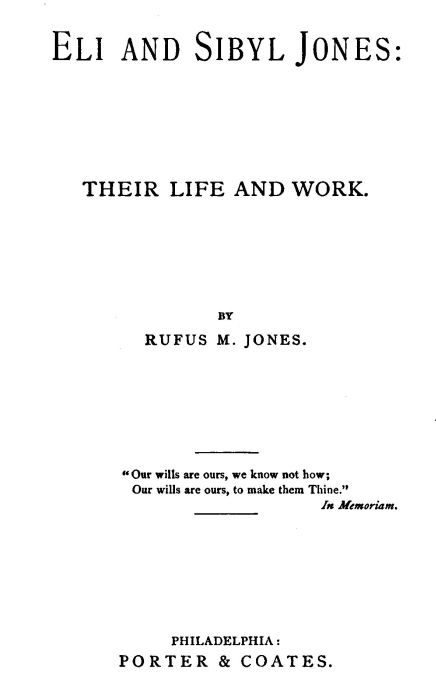 ELI AND SIBYL JONES:
THEIR LIFE AND WORK.
BY
RUFUS M. JONES.
"Our wills are ours, we know not how;
Our wills are ours, to make them Thine."
In Memoriam.
PHILADELPHIA:
PORTER & COATES.